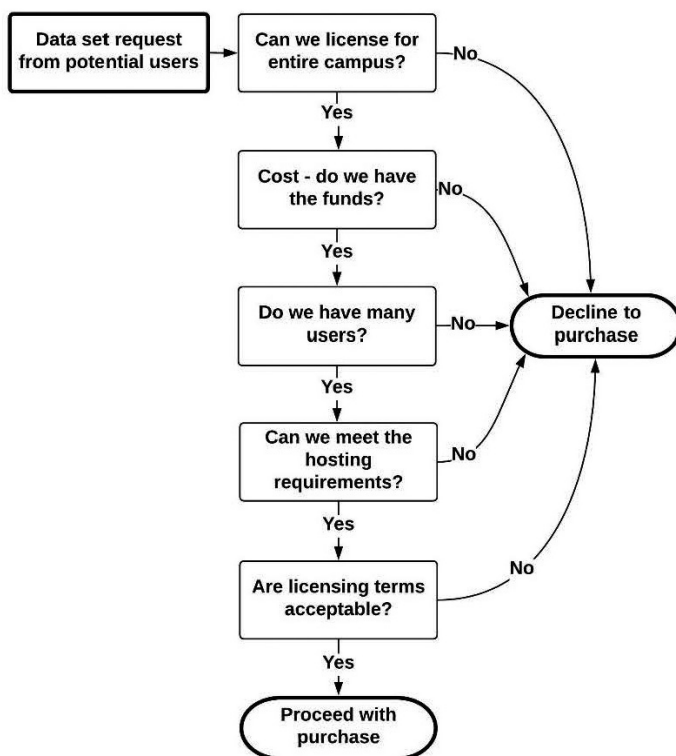 Data set request
from potential users
Can we license for
entire campus?
No
Yes
Cost - do we have
the funds?
No
Yes
Do we have many
users?
No
Decline to
purchase
Yes
Can we meet the
hosting
requirements?
No
Yes
Are licensing terms
acceptable?
No
Yes
Proceed with
purchase